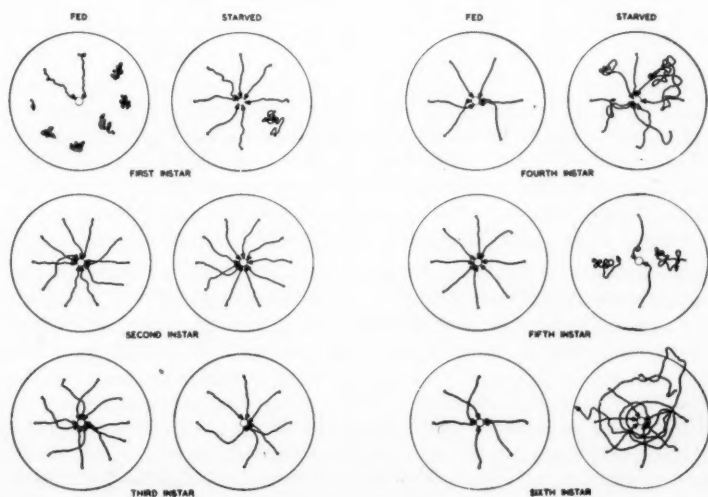 FED STARVED FED STARVED
FIRST INSTAR FOURTH INSTAR
SECOND INSTAR FIFTH INSTAR
THIRD INSTAR SIXTH INSTAR